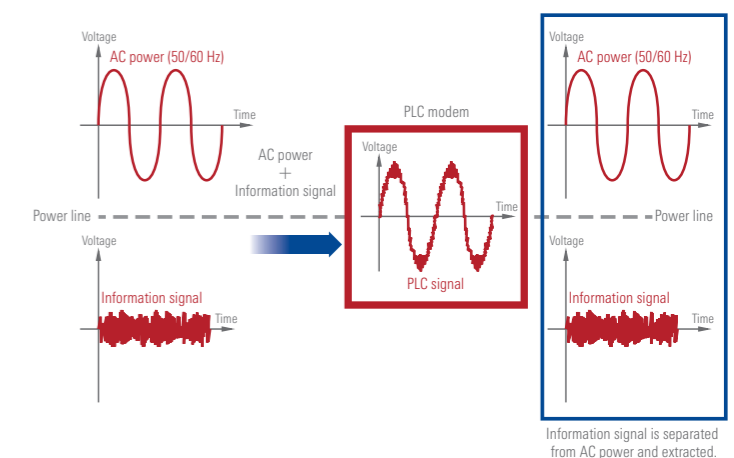 Voltage
AC power (50/60 Hz)
Time
AC power
+
Information signal
Power line
Voltage
Information signal
Time
PLC modem
Voltage
Time
PLC signal
Voltage
AC power (50/60 Hz)
Time
Power line
Voltage
Information signal
Time
Information signal is separated
from AC power and extracted.